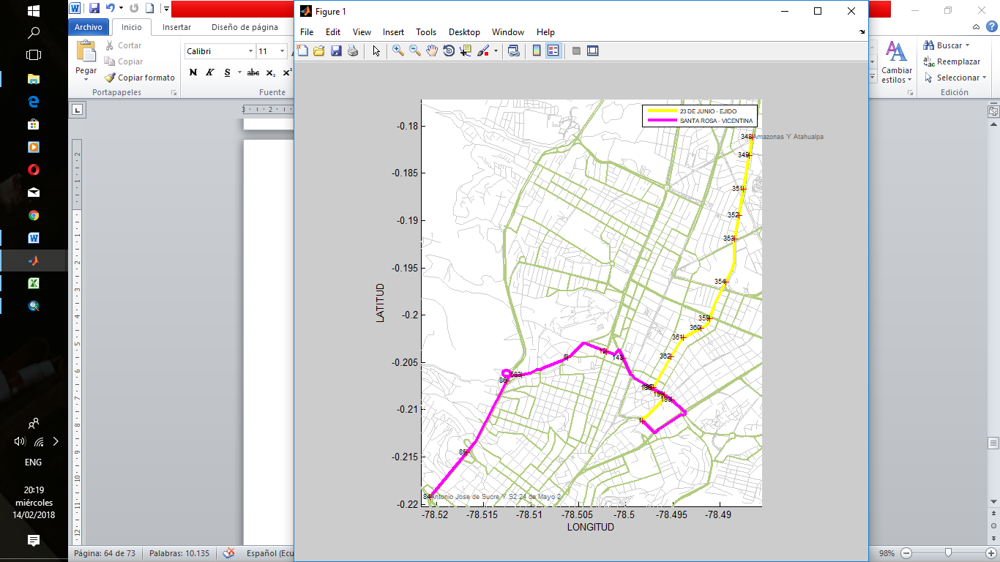 Figure 1
File Edit View Insert Tools Desktop Window Help
Archivo Inicio Insertar Diseño de página
Pegar
Cortar
Copiar
Copiar formato
Portapapeles
Calibri 11
N K S abc x₂ x²
Fuente
Cambiar
estilos
Buscar
Reemplazar
Seleccionar
Edición
23 DE JUNIO - EJIDO
SANTA ROSA - VICENTINA
348 Amazonas Y Atahualpa
349
351
352
353
354
359
360
361
362
143
12
5
582
86
85
199
1
84 Antonio Jose de Sucre Y S2 24 de Mayo 2
LATITUD
-0.18
-0.185
-0.19
-0.195
-0.2
-0.205
-0.21
-0.215
-0.22
-78.52 -78.515 -78.51 -78.505 -78.5 -78.495 -78.49
LONGITUD
ENG
20:19
miércoles
14/02/2018
Página: 64 de 73 Palabras: 10.135 Español (Ecu
98%